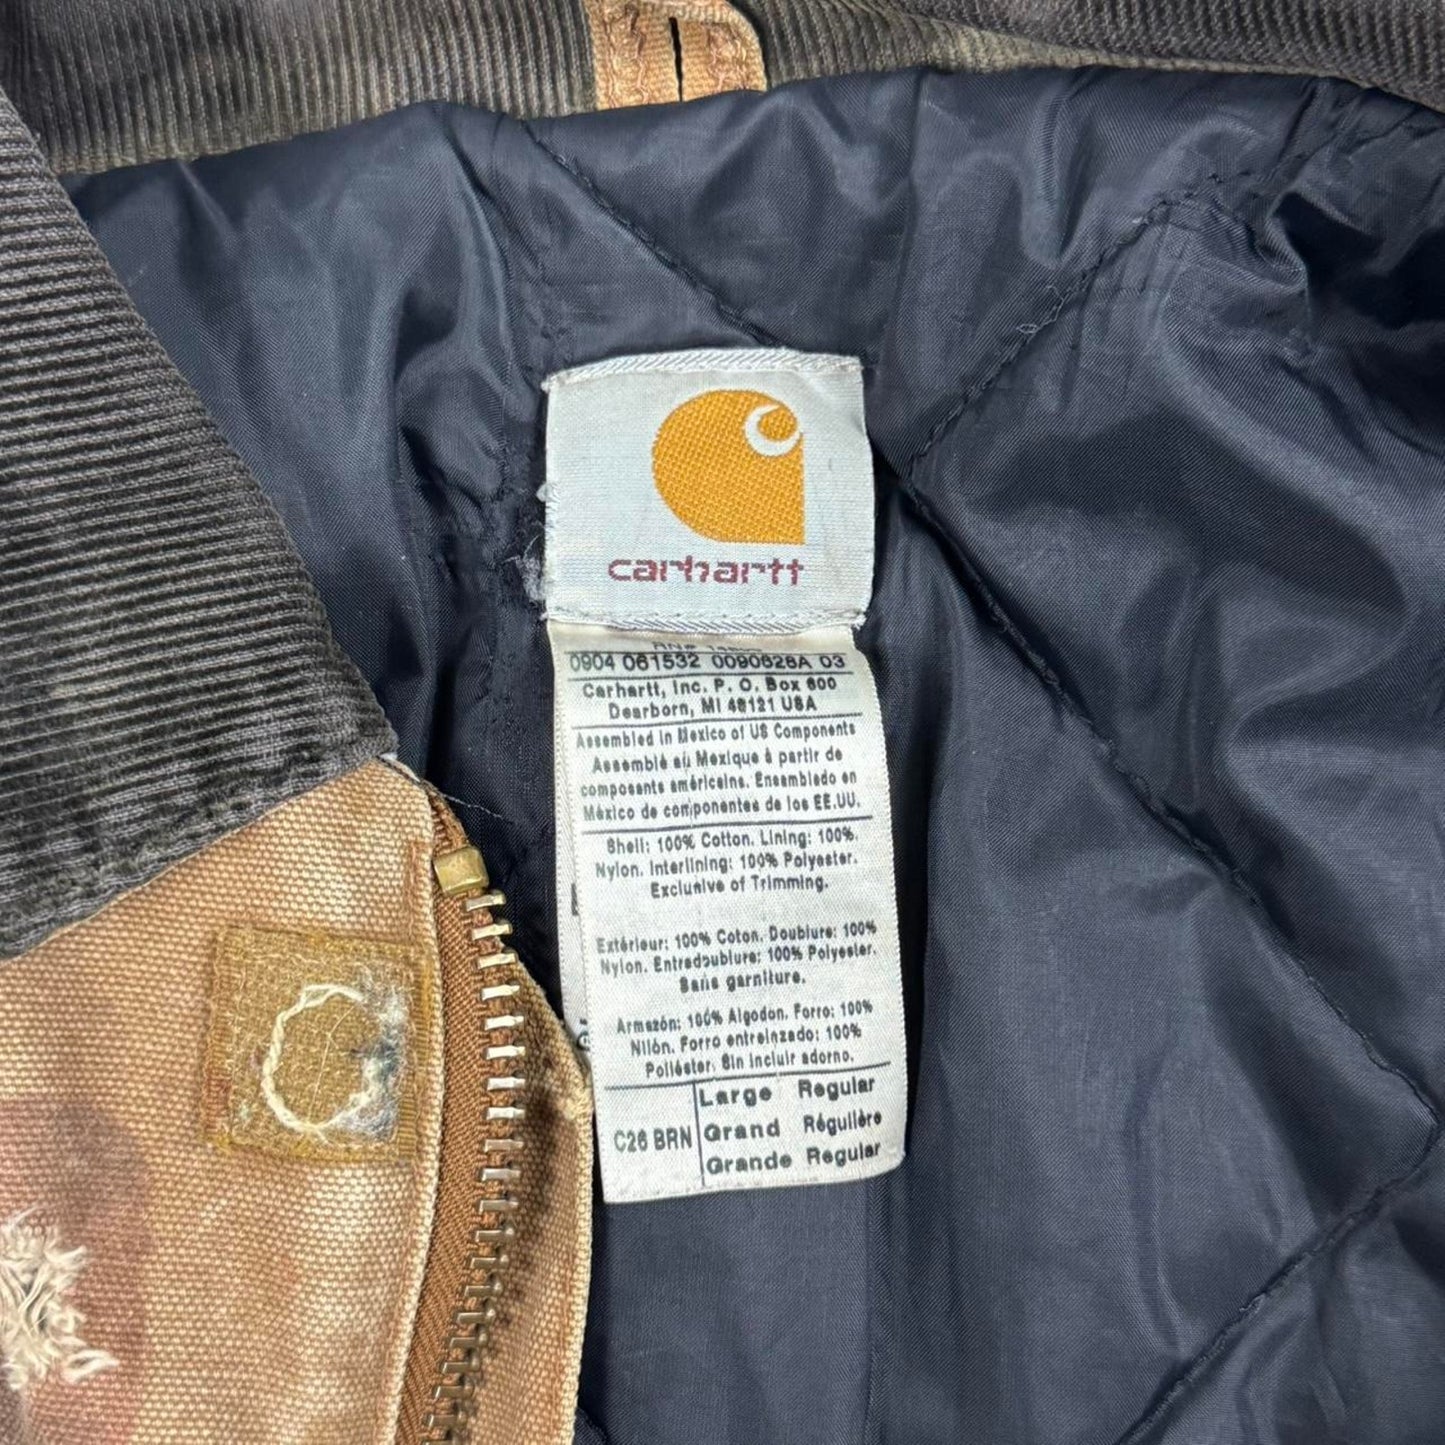 carhartt
0904 061532 0090628A 03
Carhartt, Inc. P. O. Box 600
Dearborn, MI 48121 USA
Assembled in Mexico of US Components
Assemblé au Mexique à partir de
composants américains. Ensamblado en
México de componentes de los EE.UU.
Shell: 100% Cotton. Lining: 100%.
Nylon. Interlining: 100% Polyester.
Exclusive of Trimming.
Extérieur: 100% Coton. Doublure: 100%
Nylon. Entredoublure: 100% Polyester.
Sans garniture.
Armazón: 100% Algodon. Forro: 100%
Nilón. Forro entrelnzado: 100%
Poliéster. Sin incluir adorno.
C26 BRN
Large Regular
Grand Régulière
Grande Regular